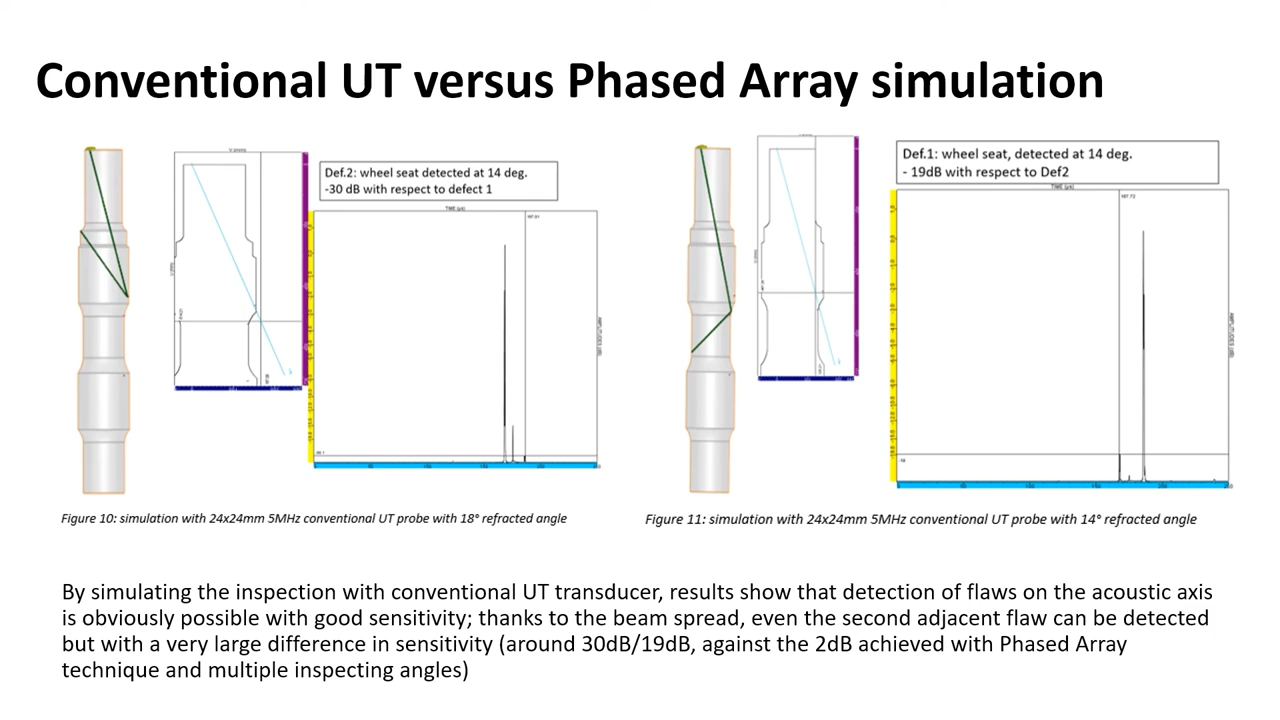 Conventional UT versus Phased Array simulation
Def.2: wheel seat detected at 14 deg.
-30 dB with respect to defect 1
TIME (µs)
Def.1: wheel seat, detected at 14 deg.
- 19dB with respect to Def2
TIME (µs)
Figure 10: simulation with 24x24mm 5MHz conventional UT probe with 18° refracted angle
Figure 11: simulation with 24x24mm 5MHz conventional UT probe with 14° refracted angle
By simulating the inspection with conventional UT transducer, results show that detection of flaws on the acoustic axis
is obviously possible with good sensitivity; thanks to the beam spread, even the second adjacent flaw can be detected
but with a very large difference in sensitivity (around 30dB/19dB, against the 2dB achieved with Phased Array
technique and multiple inspecting angles)